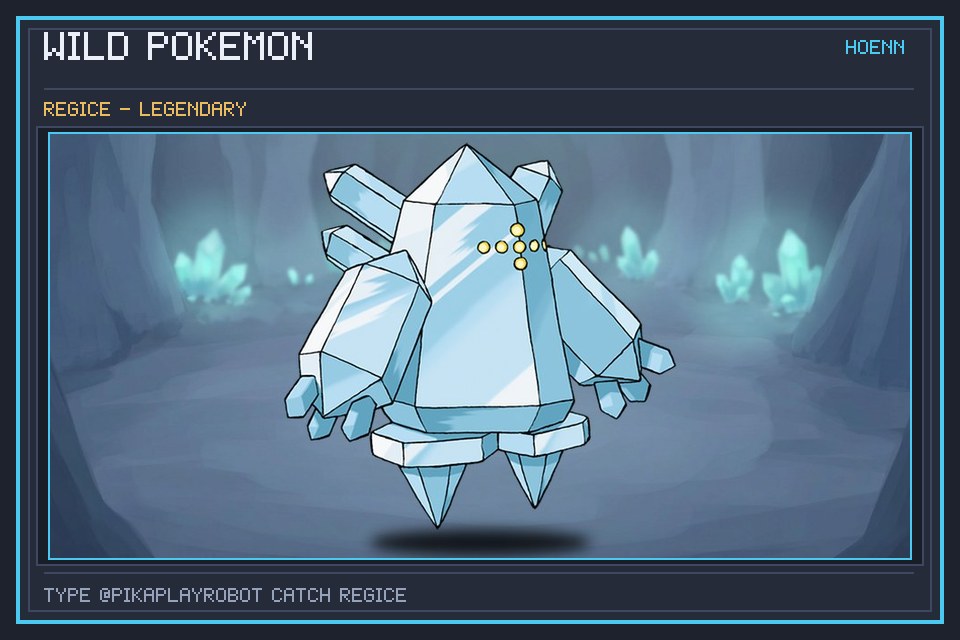 WILD POKEMON
HOENN
REGICE - LEGENDARY
TYPE @PIKAPLAYROBOT CATCH REGICE